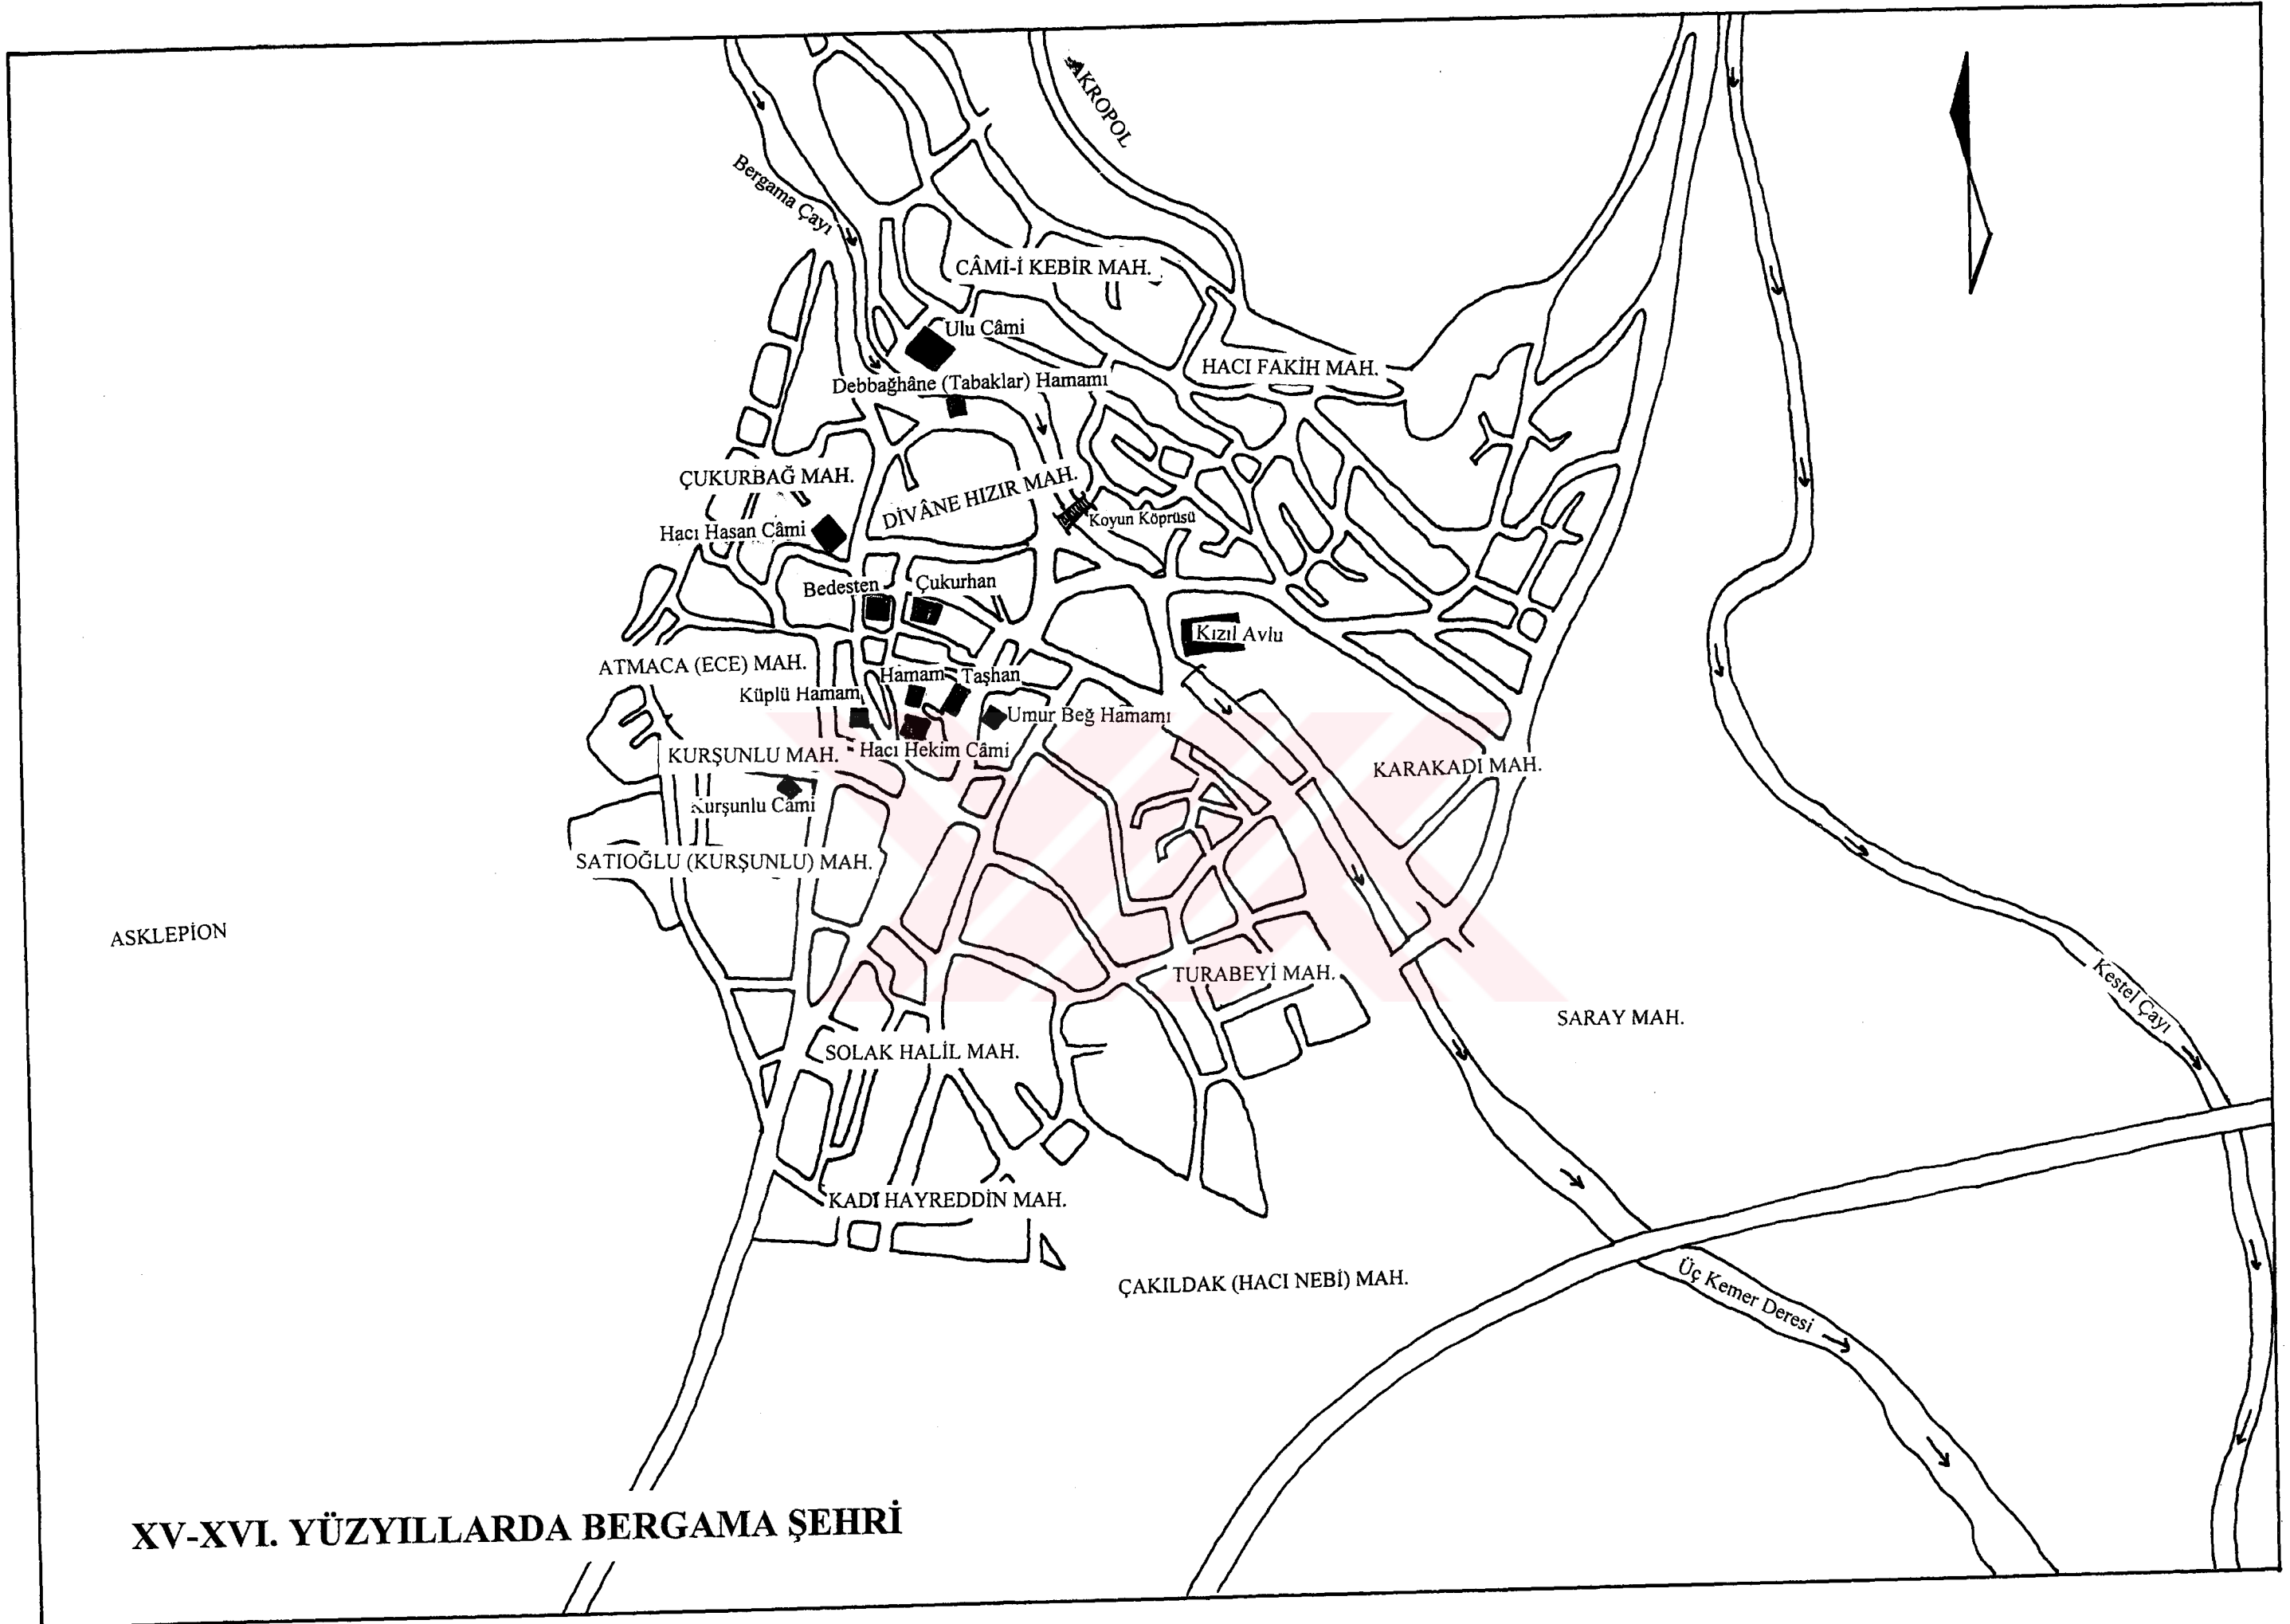 AKROPOL
Bergama Çayı
CÂMİ-İ KEBİR MAH.
Ulu Câmi
HACI FAKİH MAH.
Debbağhâne (Tabaklar) Hamamı
ÇUKURBAĞ MAH.
DİVÂNE HIZIR MAH.
Koyun Köprüsü
Hacı Hasan Câmi
Bedesten
Çukurhan
Kızıl Avlu
ATMACA (ECE) MAH.
Hamam
Taşhan
Küplü Hamam
Umur Beğ Hamamı
KURŞUNLU MAH.
Hacı Hekim Câmi
KARAKADI MAH.
Kurşunlu Câmi
SATIOĞLU (KURŞUNLU) MAH.
ASKLEPİON
TURABEYİ MAH.
Kestel Çayı
SARAY MAH.
SOLAK HALİL MAH.
KADI HAYREDDİN MAH.
ÇAKILDAK (HACI NEBİ) MAH.
Üç Kemer Deresi
XV-XVI. YÜZYILLARDA BERGAMA ŞEHRİ